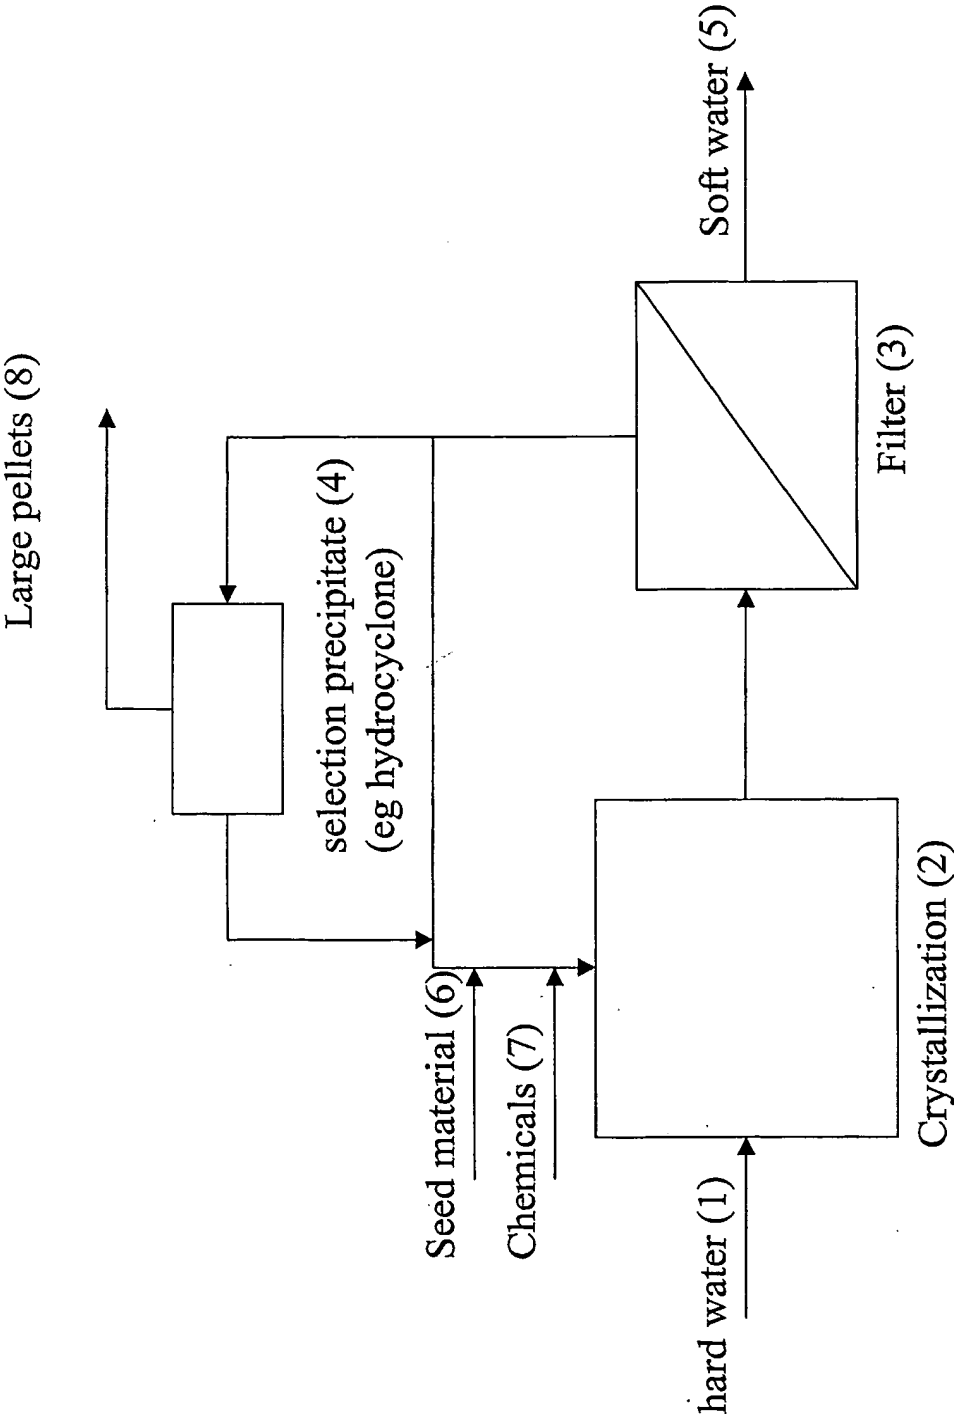 Large pellets (8)
selection precipitate (4)
(eg hydrocyclone)
Seed material (6)
Chemicals (7)
hard water (1)
Crystallization (2)
Filter (3)
Soft water (5)